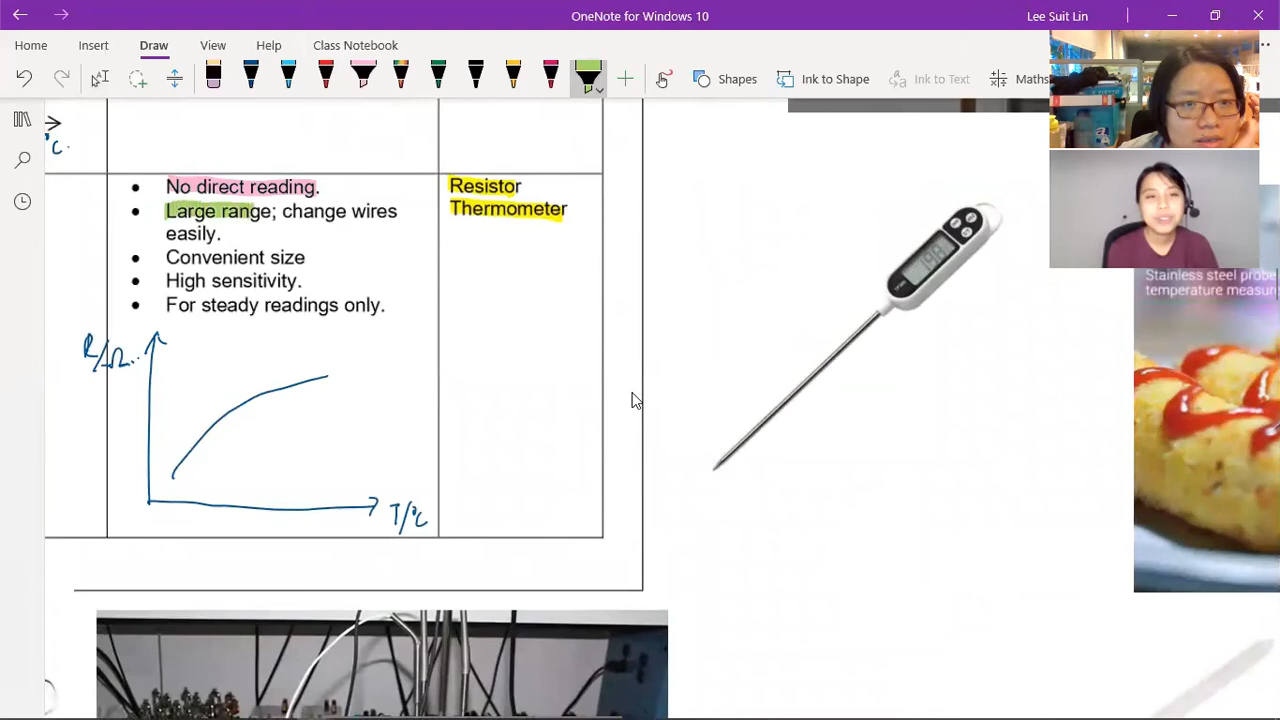 OneNote for Windows 10
Lee Suit Lin
Home Insert Draw View Help Class Notebook
Shapes Ink to Shape Ink to Text Maths
°C.
No direct reading.
Large range; change wires
easily.
Convenient size
High sensitivity.
For steady readings only.
Resistor
Thermometer
R/Ω
T/°C
Stainless steel probe
temperature measur